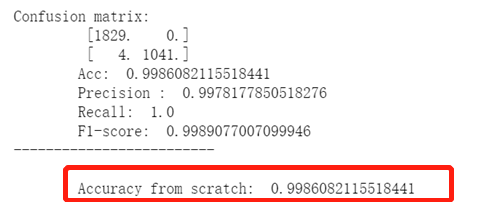 Confusion matrix:
[1829. 0.]
[ 4. 1041.]
Acc: 0.9986082115518441
Precision : 0.9978177850518276
Recall: 1.0
F1-score: 0.9989077007099946
-------------------------
Accuracy from scratch: 0.9986082115518441